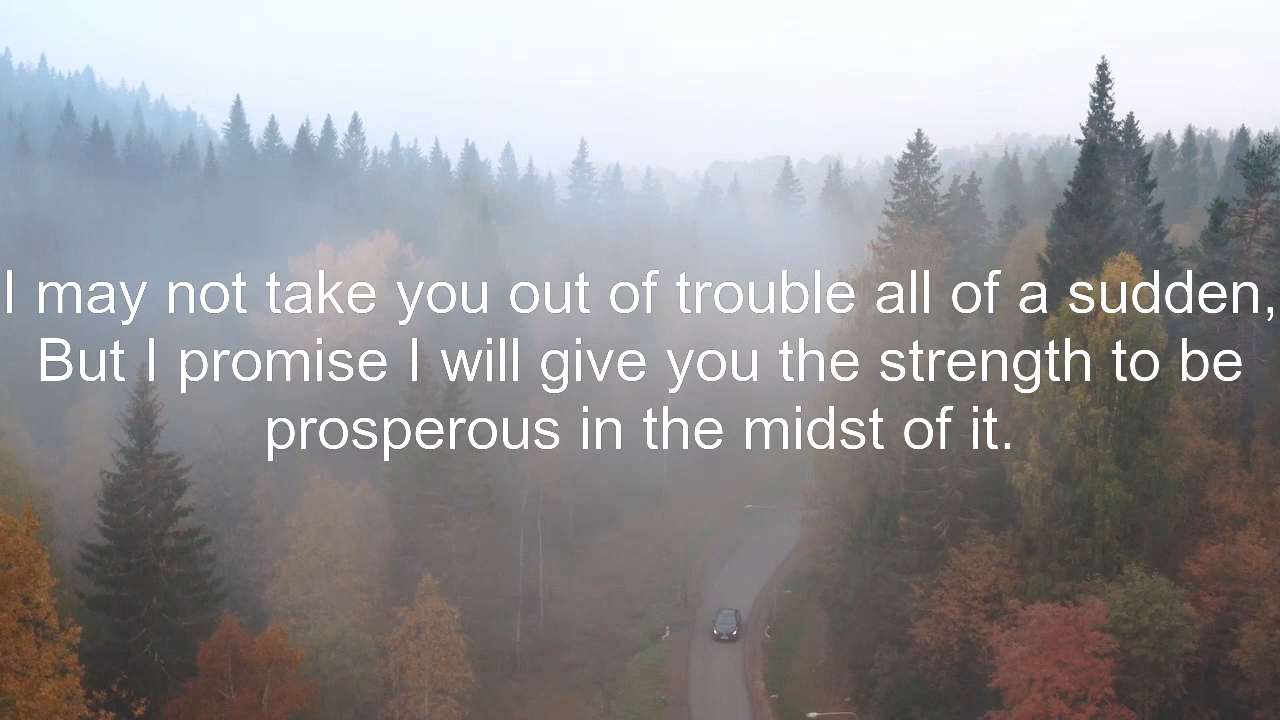 I may not take you out of trouble all of a sudden,
But I promise I will give you the strength to be
prosperous in the midst of it.